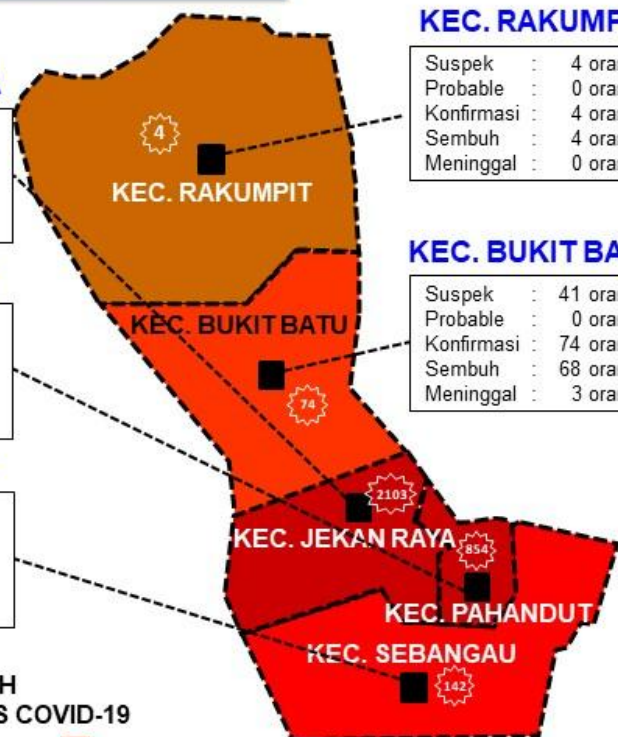 KEC. RAKUMP
Suspek : 4 oran
Probable : 0 oran
Konfirmasi : 4 oran
Sembuh : 4 oran
Meninggal : 0 oran
4
KEC. RAKUMPIT
KEC. BUKIT BA
Suspek : 41 oran
Probable : 0 oran
Konfirmasi : 74 oran
Sembuh : 68 oran
Meninggal : 3 oran
KEC. BUKIT BATU
74
2103
KEC. JEKAN RAYA
854
KEC. PAHANDUT
KEC. SEBANGAU
142
H
S COVID-19